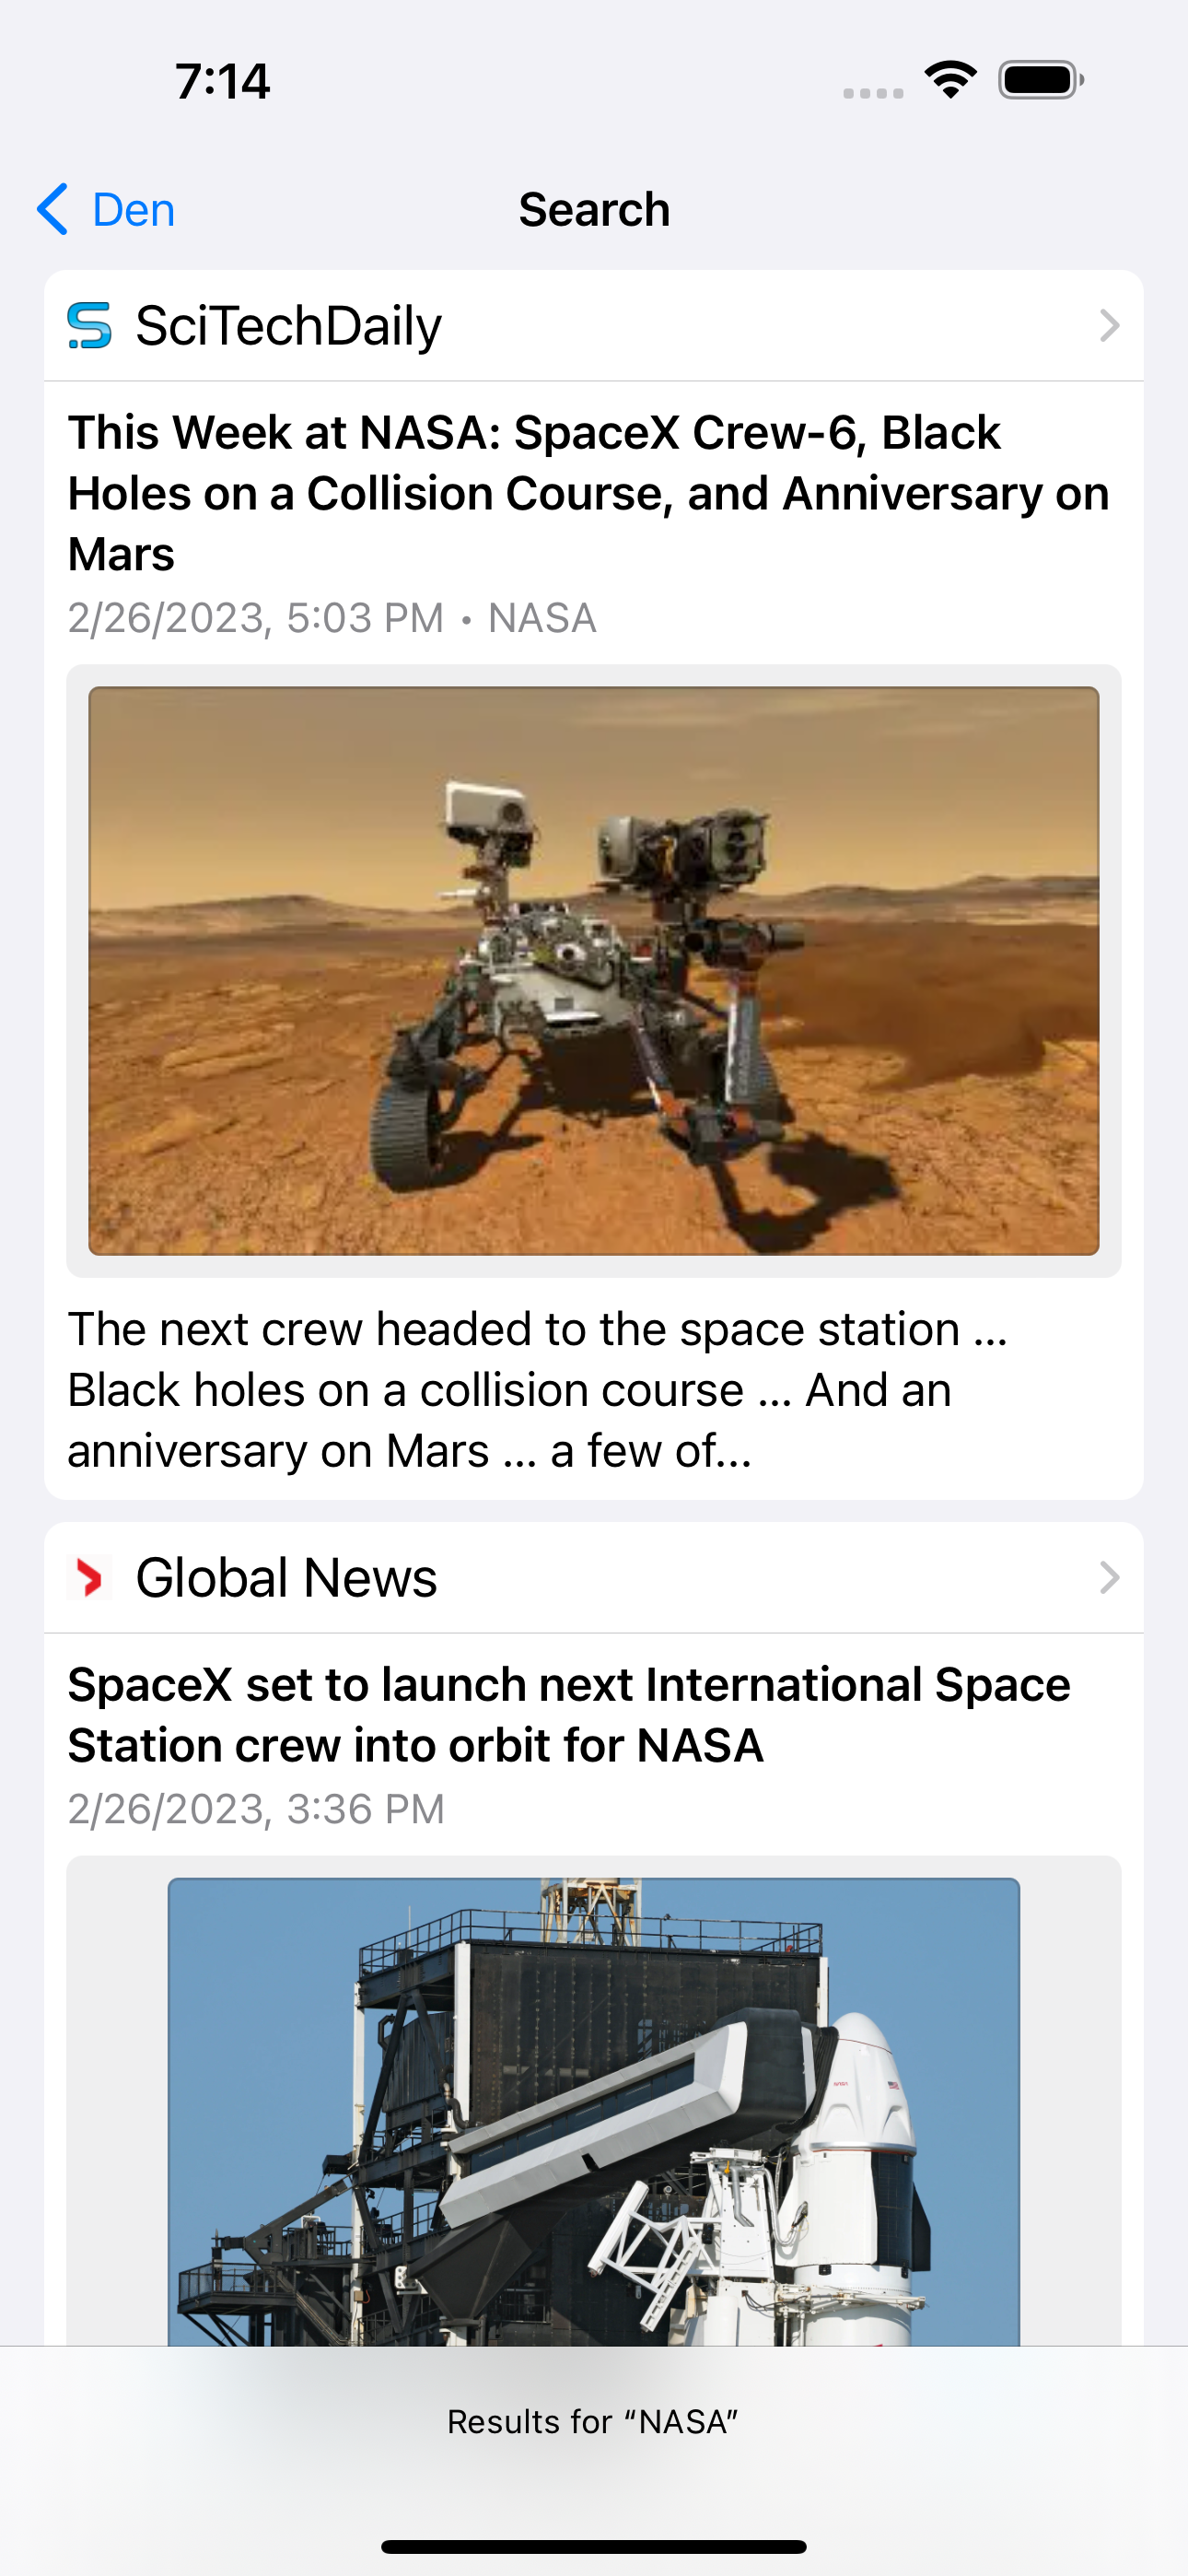 7:14
Den
Search
SciTechDaily
This Week at NASA: SpaceX Crew-6, Black
Holes on a Collision Course, and Anniversary on
Mars
2/26/2023, 5:03 PM • NASA
The next crew headed to the space station ...
Black holes on a collision course ... And an
anniversary on Mars ... a few of...
Global News
SpaceX set to launch next International Space
Station crew into orbit for NASA
2/26/2023, 3:36 PM
Results for “NASA”